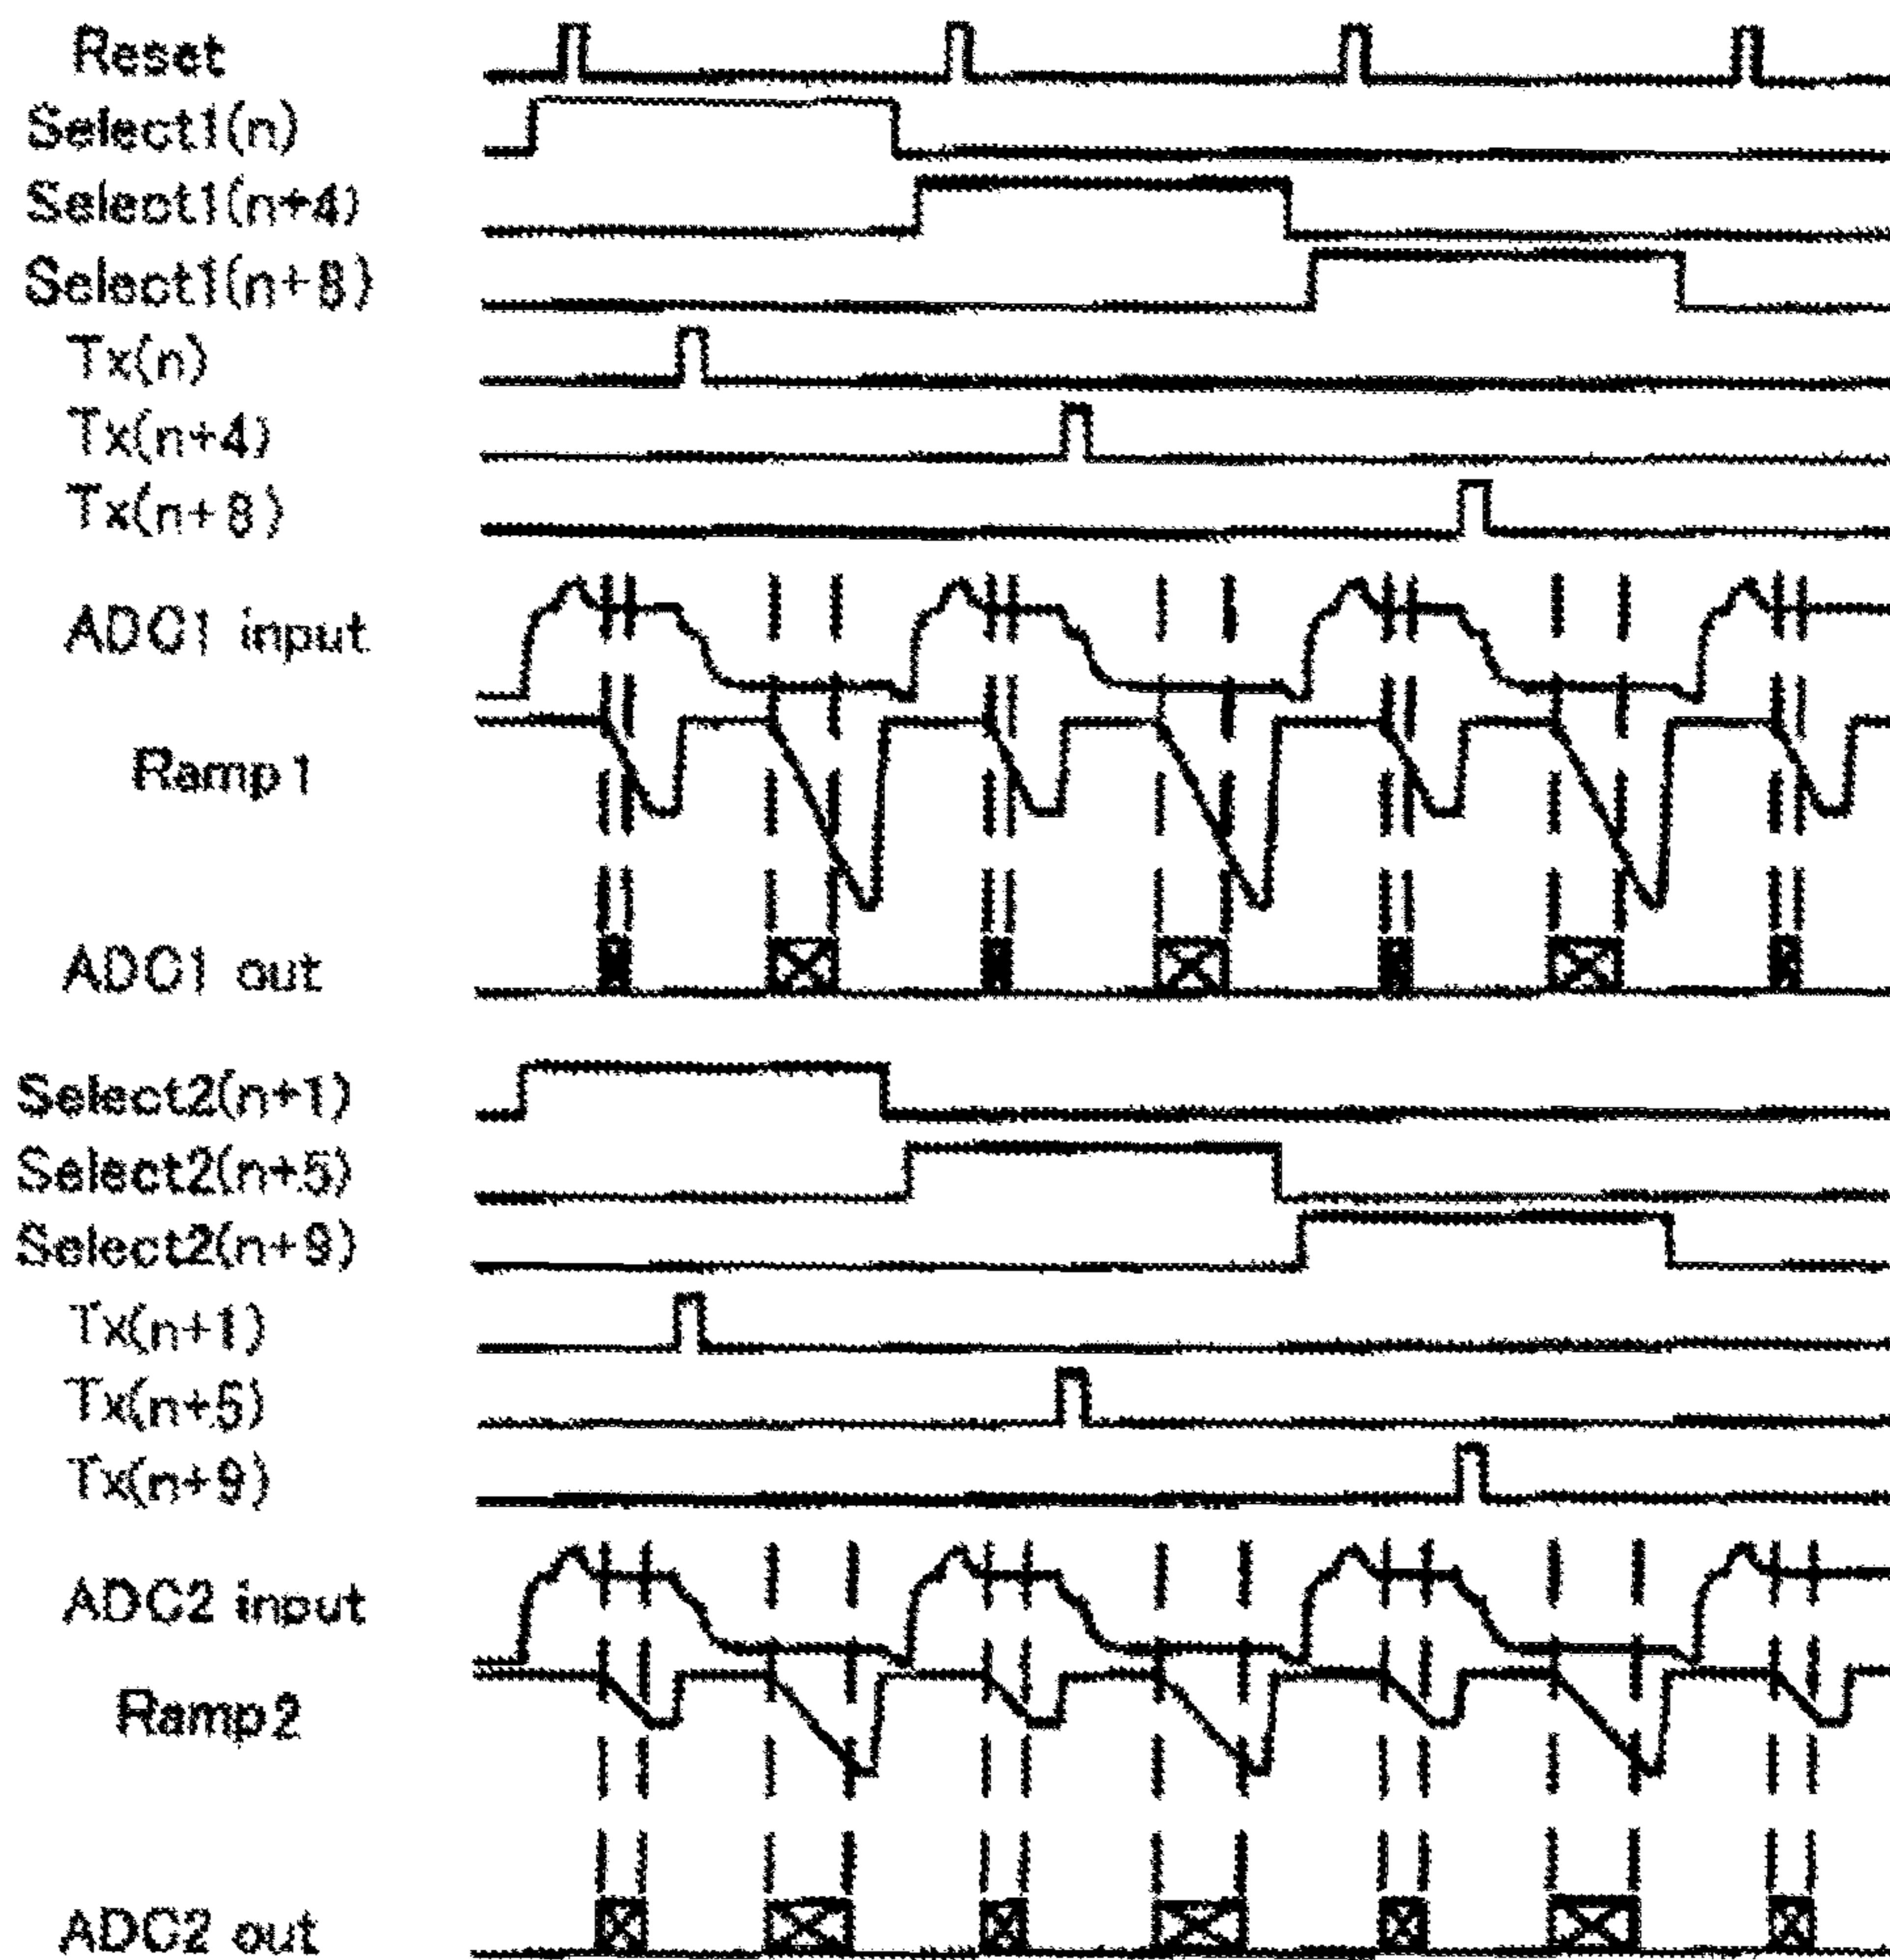 Reset
Select1(n)
Select1(n+4)
Select1(n+8)
Tx(n)
Tx(n+4)
Tx(n+8)
ADC1 input
Ramp1
ADC1 out
Select2(n+1)
Select2(n+5)
Select2(n+9)
Tx(n+1)
Tx(n+5)
Tx(n+9)
ADC2 input
Ramp2
ADC2 out